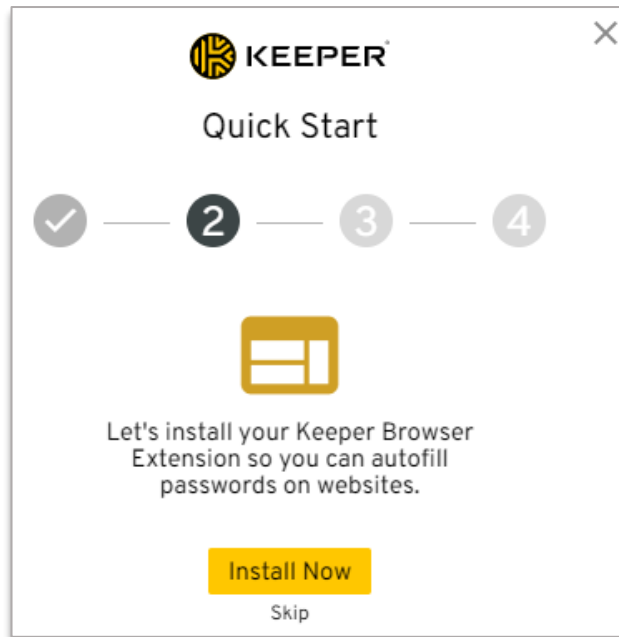 KEEPER
Quick Start
2
3
4
Let's install your Keeper Browser
Extension so you can autofill
passwords on websites.
Install Now
Skip